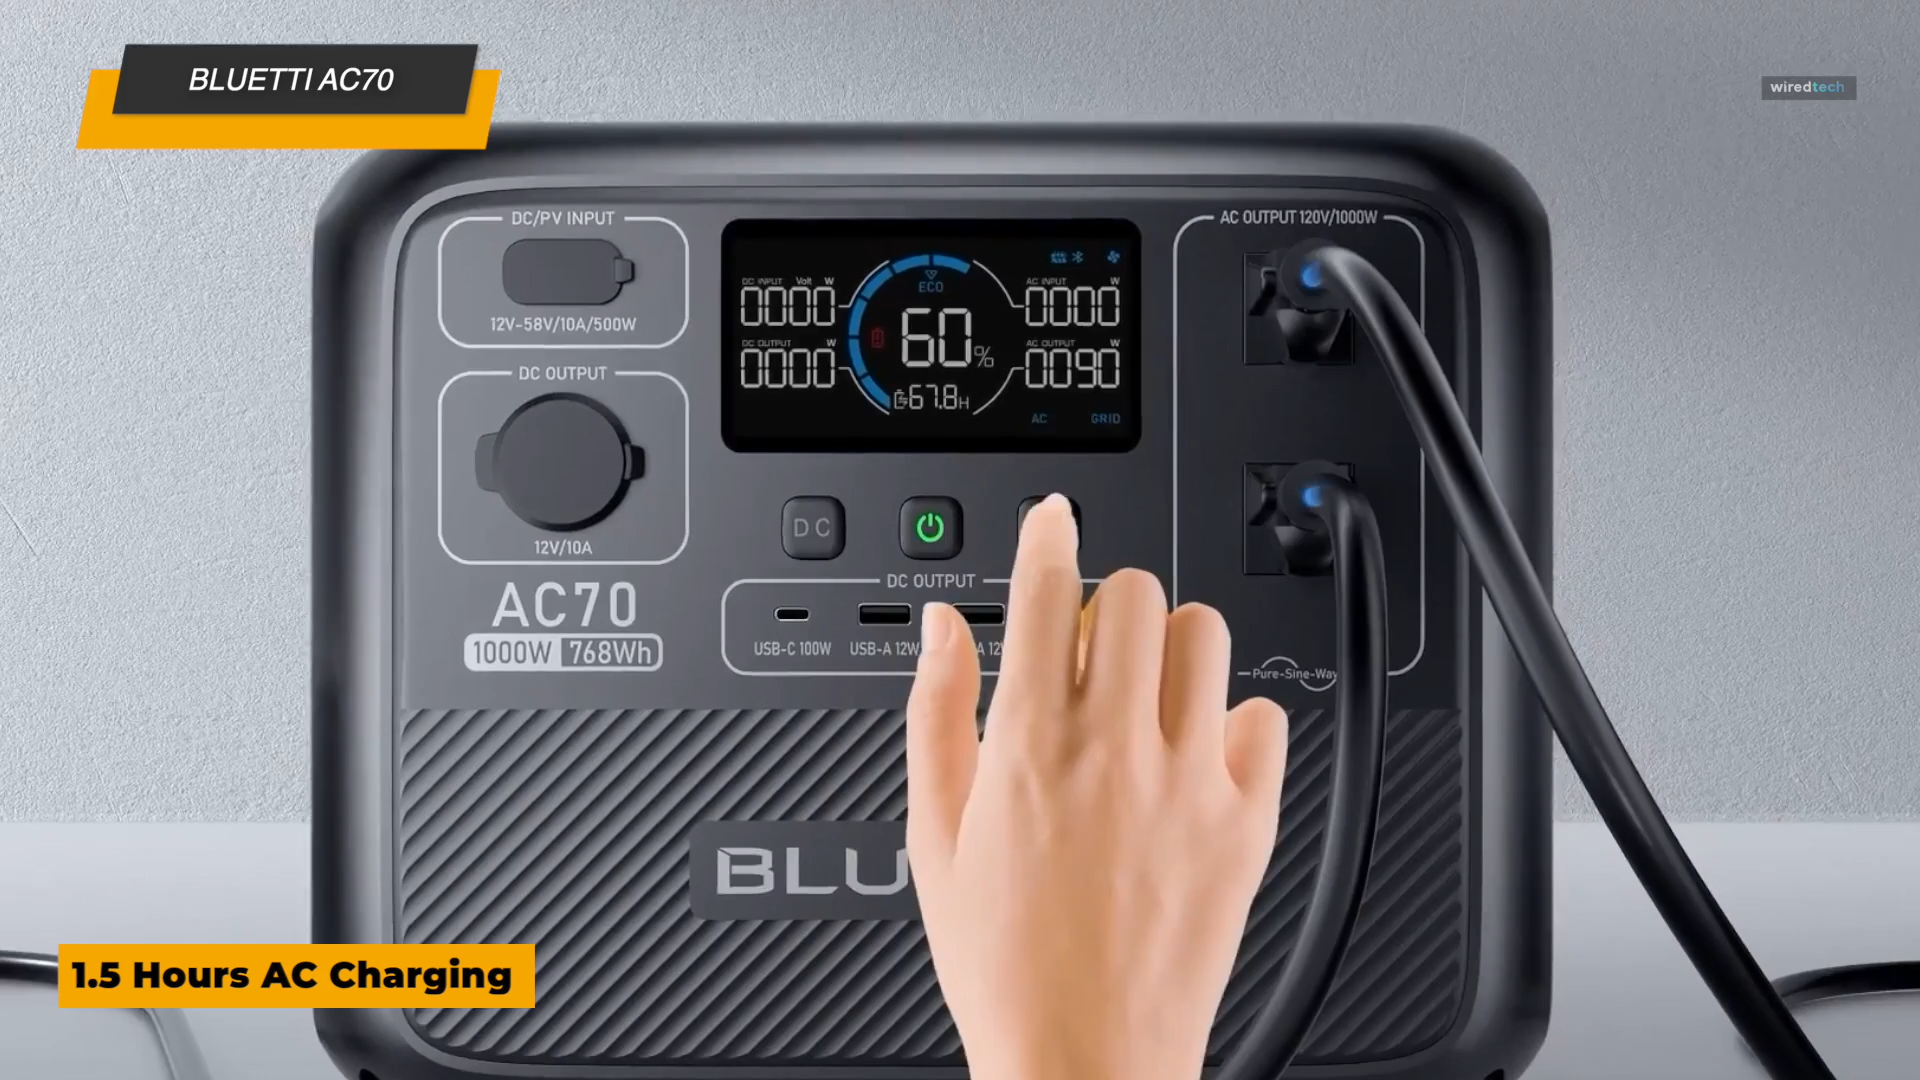 BLUETTI AC70
wiredtech
DC/PV INPUT
12V-58V/10A/500W
DC OUTPUT
12V/10A
AC70
1000W 768Wh
DC INPUT Volt W
0000
DC OUTPUT W
0000
ECO
60%
67.8H
AC INPUT W
0000
AC OUTPUT W
0090
AC GRID
DC
DC OUTPUT
USB-C 100W USB-A 12W
AC OUTPUT 120V/1000W
Pure-Sine-Wav
BLU
1.5 Hours AC Charging